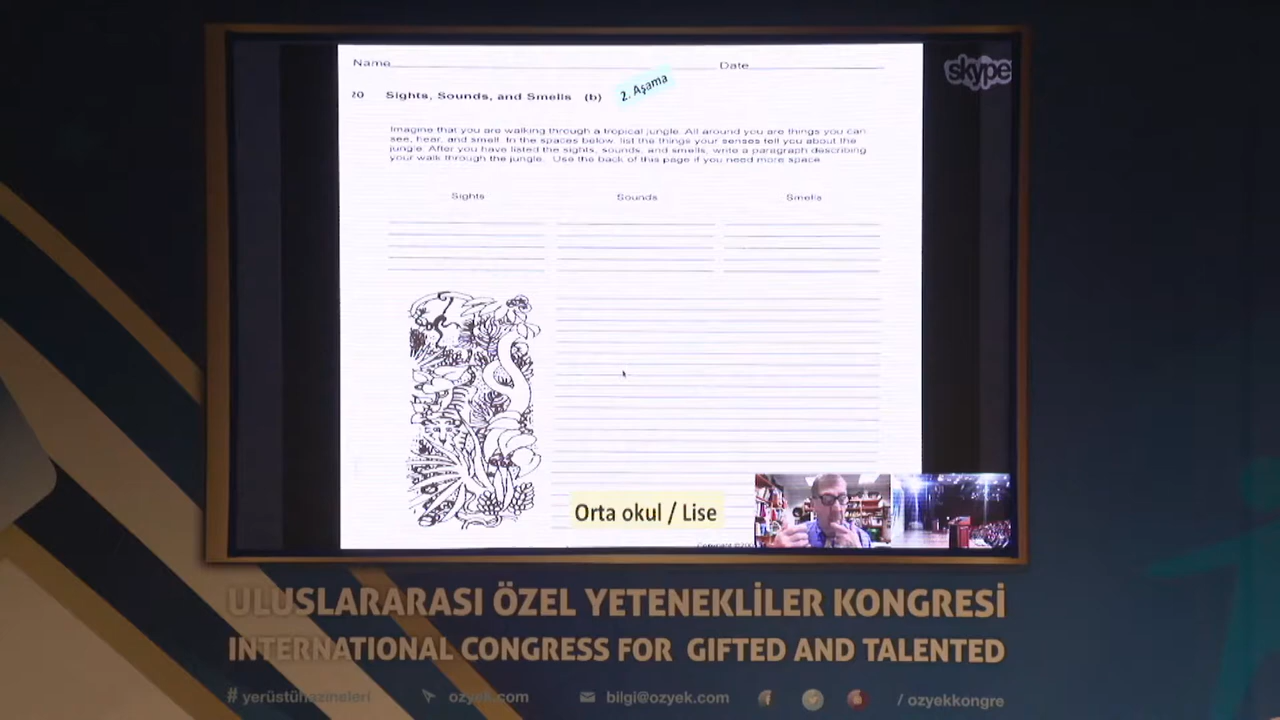 Name
Date
skype
20 Sights, Sounds, and Smells (b)
2. Aşama
Imagine that you are walking through a tropical jungle. All around you are things you can
see, hear, and smell. In the spaces below, list the things your senses tell you about the
jungle. After you have listed the sights, sounds, and smells, write a paragraph describing
your walk through the jungle. Use the back of this page if you need more space.
Sights
Sounds
Smells
Orta okul / Lise
Copyright
ULUSLARARASI ÖZEL YETENEKLİLER KONGRESİ
INTERNATIONAL CONGRESS FOR GIFTED AND TALENTED
# yerüstühazineleri
ozyek.com
bilgi@ozyek.com
/ ozyekkongre